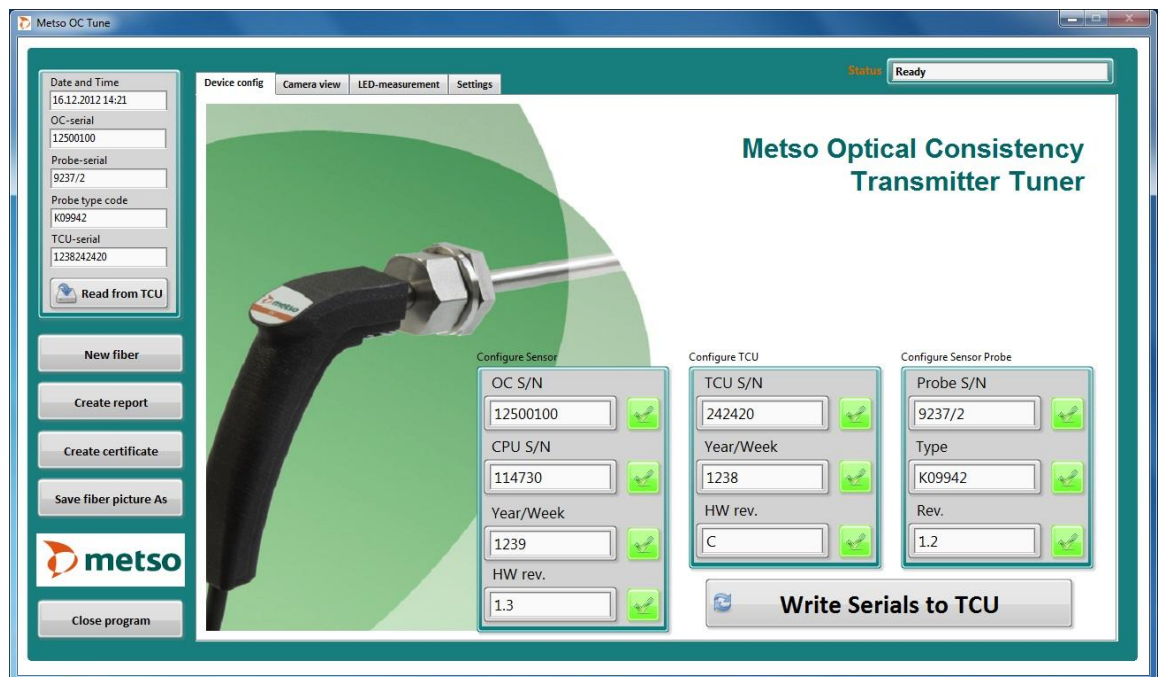 Metso OC Tune
Status Ready
Date and Time
16.12.2012 14:21
OC-serial
12500100
Probe-serial
9237/2
Probe type code
K09942
TCU-serial
1238242420
Read from TCU
New fiber
Create report
Create certificate
Save fiber picture As
metso
Close program
Device config Camera view LED-measurement Settings
Metso Optical Consistency
Transmitter Tuner
metso
Configure Sensor
OC S/N
12500100
CPU S/N
114730
Year/Week
1239
HW rev.
1.3
Configure TCU
TCU S/N
242420
Year/Week
1238
HW rev.
C
Configure Sensor Probe
Probe S/N
9237/2
Type
K09942
Rev.
1.2
Write Serials to TCU